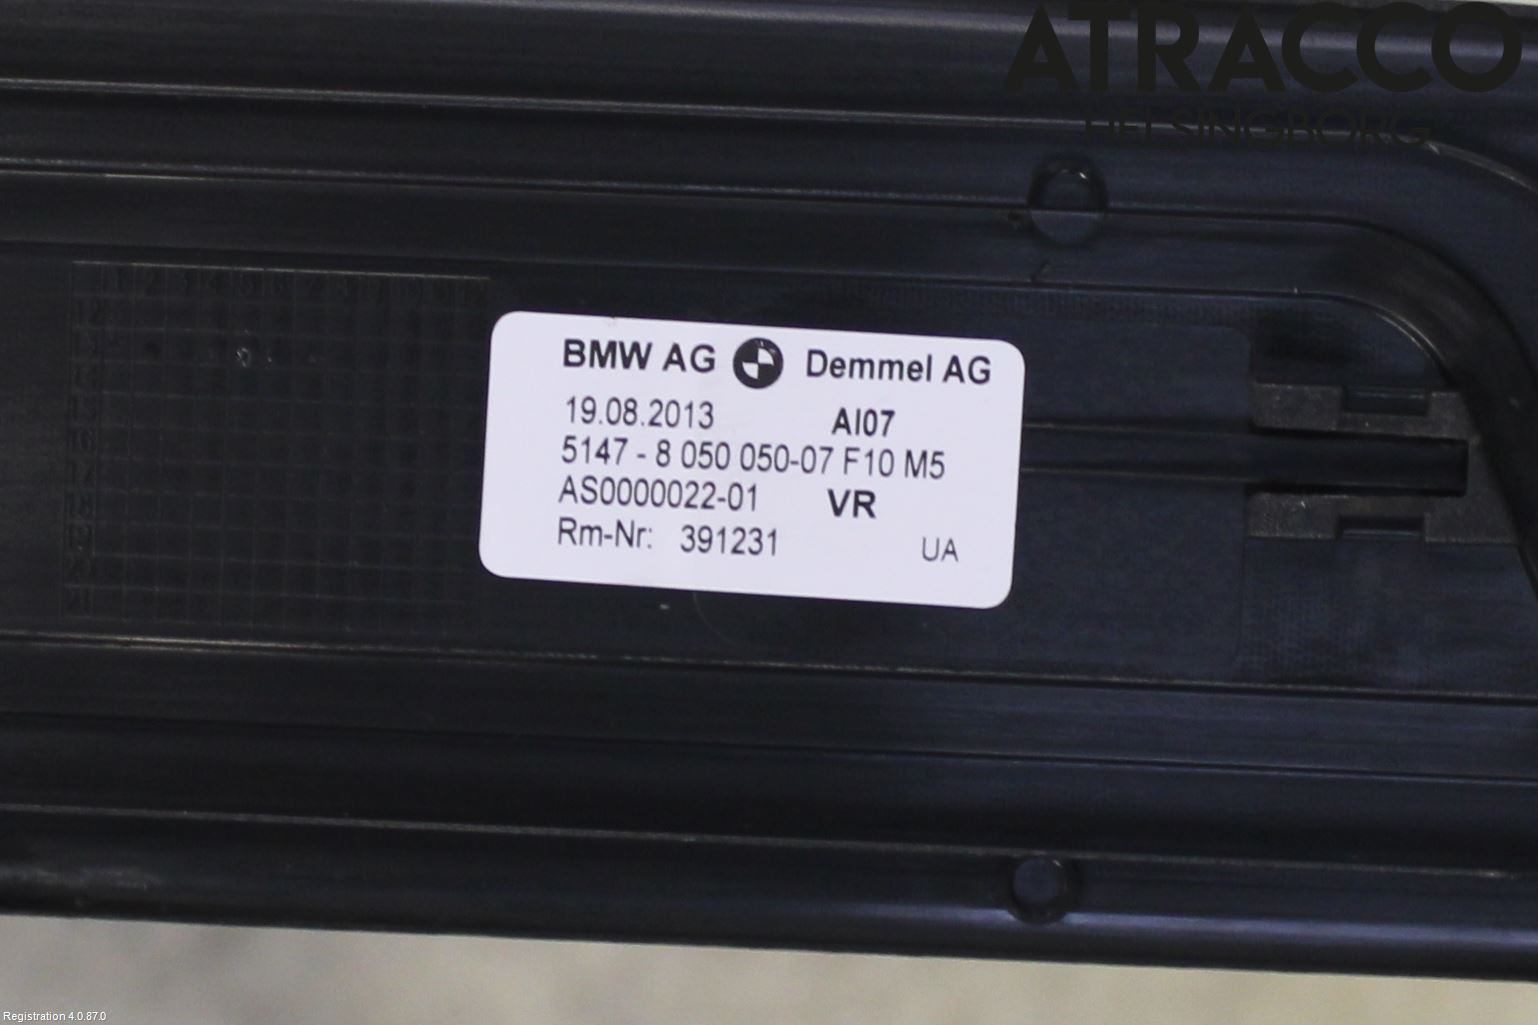 ATRACCO
HELSINGBORG
BMW AG Demmel AG
19.08.2013 AI07
5147 - 8 050 050-07 F10 M5
AS0000022-01 VR
Rm-Nr: 391231 UA
Registration 4.0.87.0